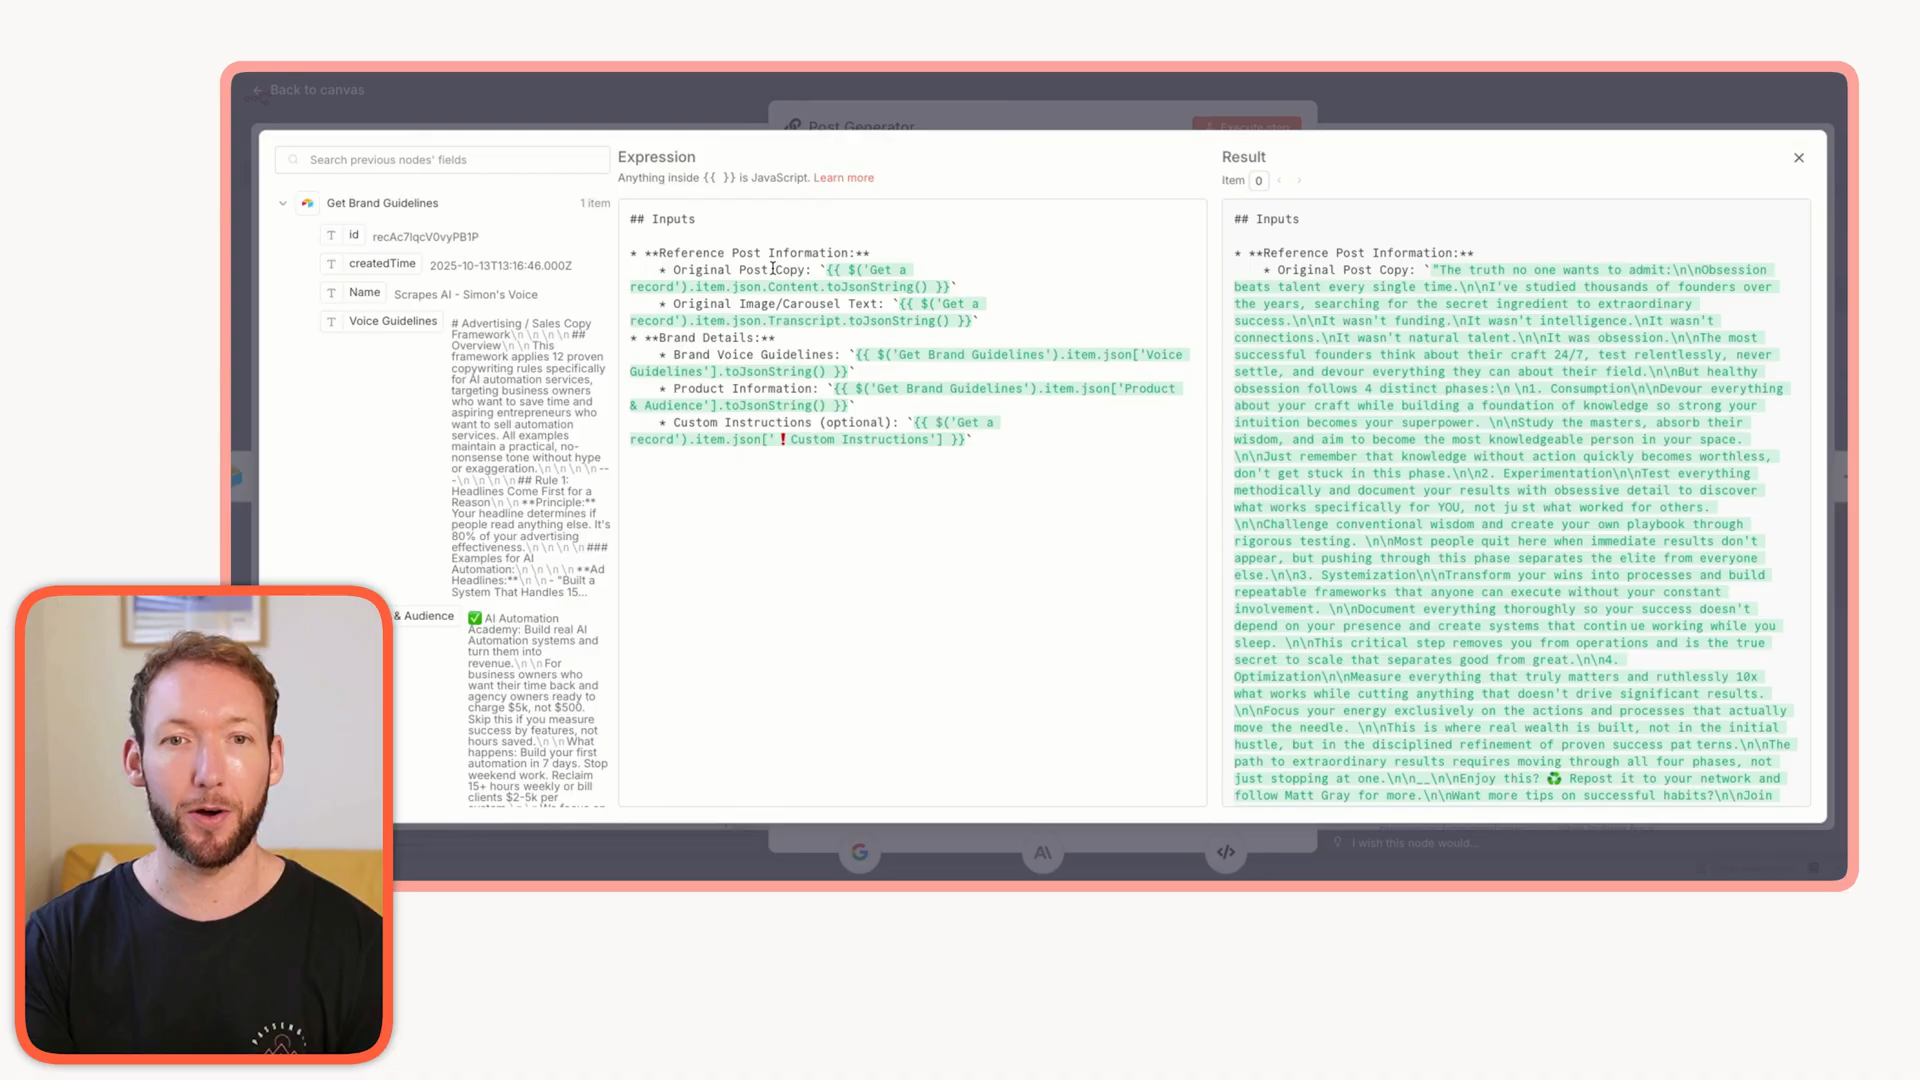 Back to canvas
Post Generator
Execute step
Search previous nodes' fields
Get Brand Guidelines
1 item
T id recAc7lqcV0vyPB1P
T createdTime 2025-10-13T13:16:46.000Z
T Name Scrapes AI - Simon's Voice
T Voice Guidelines
# Advertising / Sales Copy
Framework\n \n \n \n ##
Overview\n \n This
framework applies 12 proven
copywriting rules specifically
for AI automation services,
targeting business owners
who want to save time and
aspiring entrepreneurs who
want to sell automation
services. All examples
maintain a practical, no-
nonsense tone without hype
or exaggeration.\n \n \n \n --
-\n \n \n \n ## Rule 1:
Headlines Come First for a
Reason\n \n **Principle:**
Your headline determines if
people read anything else. It's
80% of your advertising
effectiveness.\n \n \n \n ###
Examples for AI
Automation:\n \n \n \n **Ad
Headlines:**\n \n - "Built a
System That Handles 15...
& Audience
✅ AI Automation
Academy: Build real AI
Automation systems and
turn them into
revenue.\n \n For
business owners who
want their time back and
agency owners ready to
charge $5k, not $500.
Skip this if you measure
success by features, not
hours saved.\n \n What
happens: Build your first
automation in 7 days. Stop
weekend work. Reclaim
15+ hours weekly or bill
clients $2-5k per
Expression
Anything inside {{ }} is JavaScript. Learn more
## Inputs
* **Reference Post Information:**
* Original Post Copy: `{{ $('Get a
record').item.json.Content.toJsonString() }}`
* Original Image/Carousel Text: `{{ $('Get a
record').item.json.Transcript.toJsonString() }}`
* **Brand Details:**
* Brand Voice Guidelines: `{{ $('Get Brand Guidelines').item.json['Voice
Guidelines'].toJsonString() }}`
* Product Information: `{{ $('Get Brand Guidelines').item.json['Product
& Audience'].toJsonString() }}`
* Custom Instructions (optional): `{{ $('Get a
record').item.json['❗Custom Instructions'] }}`
Result
Item 0
## Inputs
* **Reference Post Information:**
* Original Post Copy: `"The truth no one wants to admit:\n\nObsession
beats talent every single time.\n\nI've studied thousands of founders over
the years, searching for the secret ingredient to extraordinary
success.\n\nIt wasn't funding.\nIt wasn't intelligence.\nIt wasn't
connections.\nIt wasn't natural talent.\n\nIt was obsession.\n\nThe most
successful founders think about their craft 24/7, test relentlessly, never
settle, and devour everything they can about their field.\n\nBut healthy
obsession follows 4 distinct phases:\n \n1. Consumption\n\nDevour everything
about your craft while building a foundation of knowledge so strong your
intuition becomes your superpower. \n\nStudy the masters, absorb their
wisdom, and aim to become the most knowledgeable person in your space.
\n\nJust remember that knowledge without action quickly becomes worthless,
don't get stuck in this phase.\n\n2. Experimentation\n\nTest everything
methodically and document your results with obsessive detail to discover
what works specifically for YOU, not ju st what worked for others.
\n\nChallenge conventional wisdom and create your own playbook through
rigorous testing. \n\nMost people quit here when immediate results don't
appear, but pushing through this phase separates the elite from everyone
else.\n\n3. Systemization\n\nTransform your wins into processes and build
repeatable frameworks that anyone can execute without your constant
involvement. \n\nDocument everything thoroughly so your success doesn't
depend on your presence and create systems that contin ue working while you
sleep. \n\nThis critical step removes you from operations and is the true
secret to scale that separates good from great.\n\n4.
Optimization\n\nMeasure everything that truly matters and ruthlessly 10x
what works while cutting anything that doesn't drive significant results.
\n\nFocus your energy exclusively on the actions and processes that actually
move the needle. \n\nThis is where real wealth is built, not in the initial
hustle, but in the disciplined refinement of proven success pat terns.\n\nThe
path to extraordinary results requires moving through all four phases, not
just stopping at one.\n\n__\n\nEnjoy this? ♻️ Repost it to your network and
follow Matt Gray for more.\n\nWant more tips on successful habits?\n\nJoin
I wish this node would...